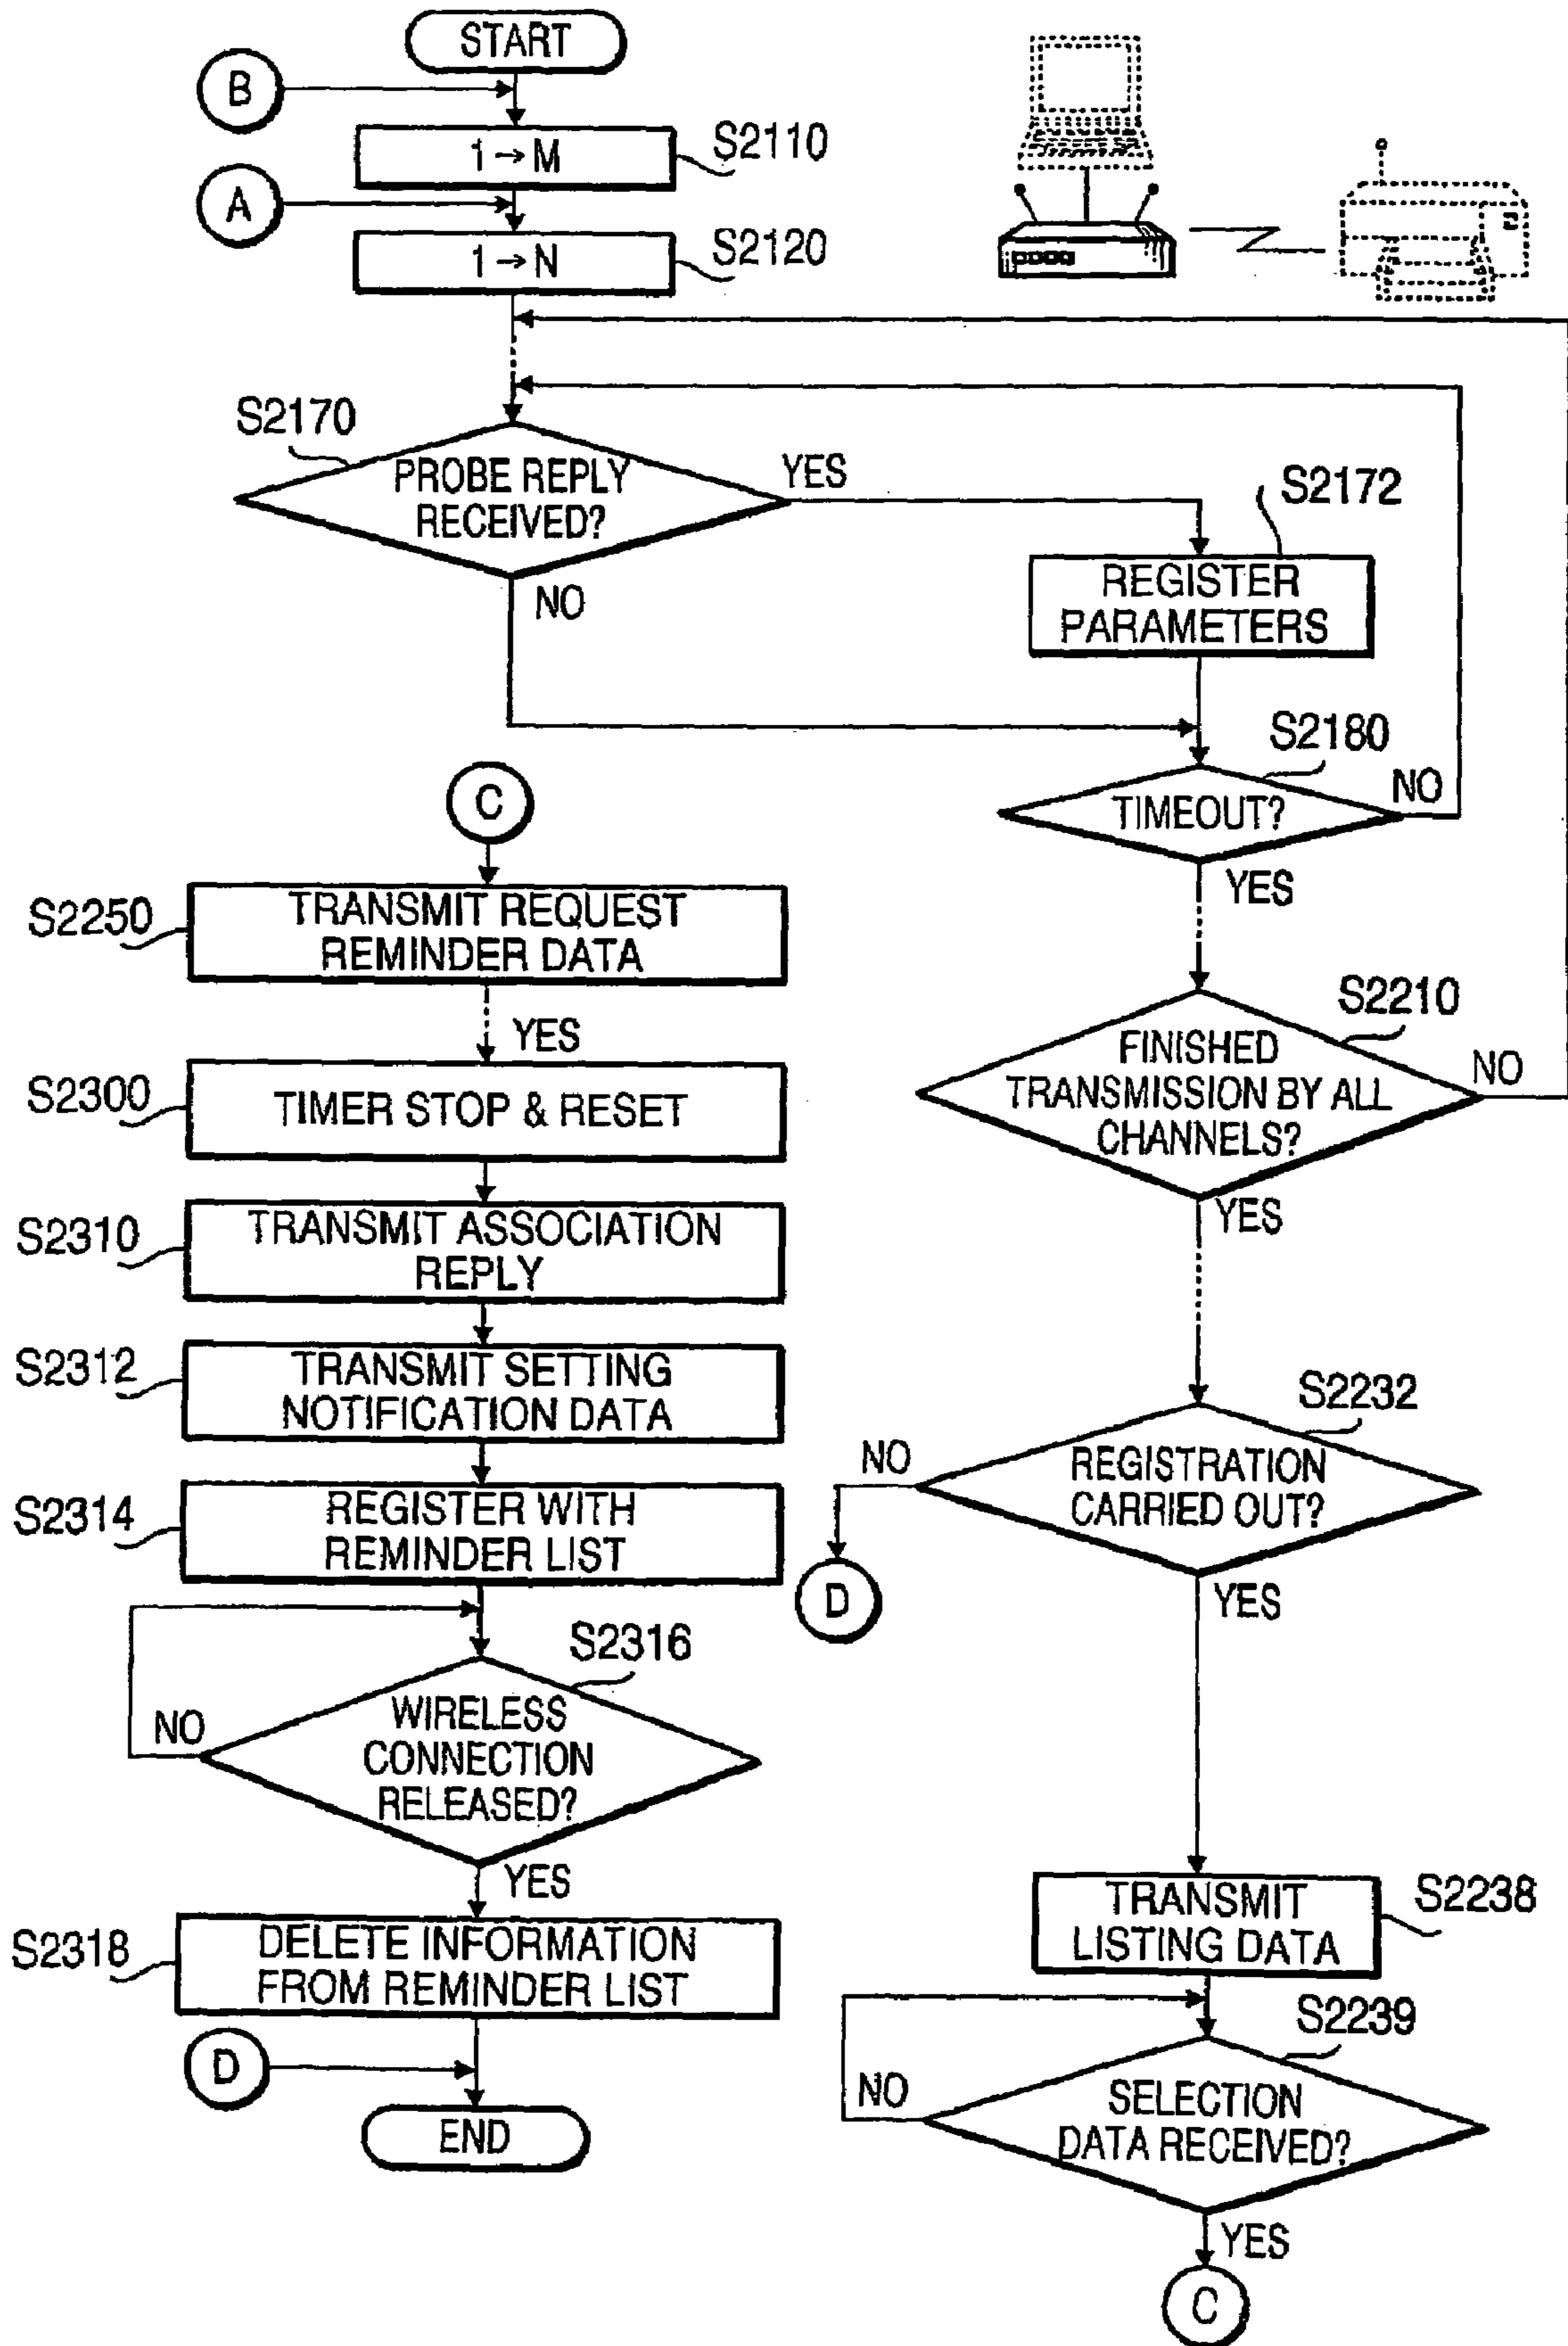 START
B
1→M
S2110
A
1→N
S2120
S2170
PROBE REPLY
RECEIVED?
YES
NO
S2172
REGISTER
PARAMETERS
S2180
TIMEOUT?
NO
YES
S2210
FINISHED
TRANSMISSION BY ALL
CHANNELS?
NO
YES
S2232
REGISTRATION
CARRIED OUT?
NO
D
YES
TRANSMIT
LISTING DATA
S2238
S2239
SELECTION
DATA RECEIVED?
NO
YES
C
C
S2250
TRANSMIT REQUEST
REMINDER DATA
YES
S2300
TIMER STOP & RESET
S2310
TRANSMIT ASSOCIATION
REPLY
S2312
TRANSMIT SETTING
NOTIFICATION DATA
S2314
REGISTER WITH
REMINDER LIST
S2316
WIRELESS
CONNECTION
RELEASED?
NO
YES
S2318
DELETE INFORMATION
FROM REMINDER LIST
D
END